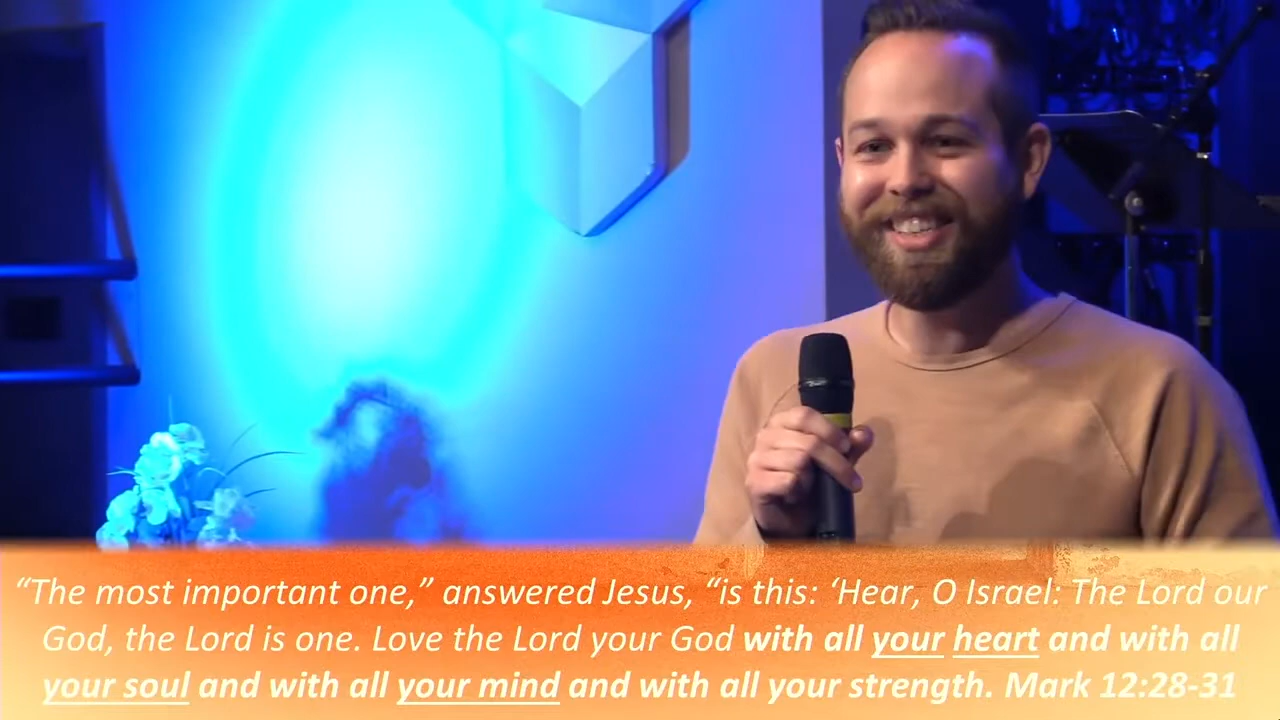 “The most important one,” answered Jesus, “is this: ‘Hear, O Israel: The Lord our
God, the Lord is one. Love the Lord your God with all your heart and with all
your soul and with all your mind and with all your strength. Mark 12:28-31